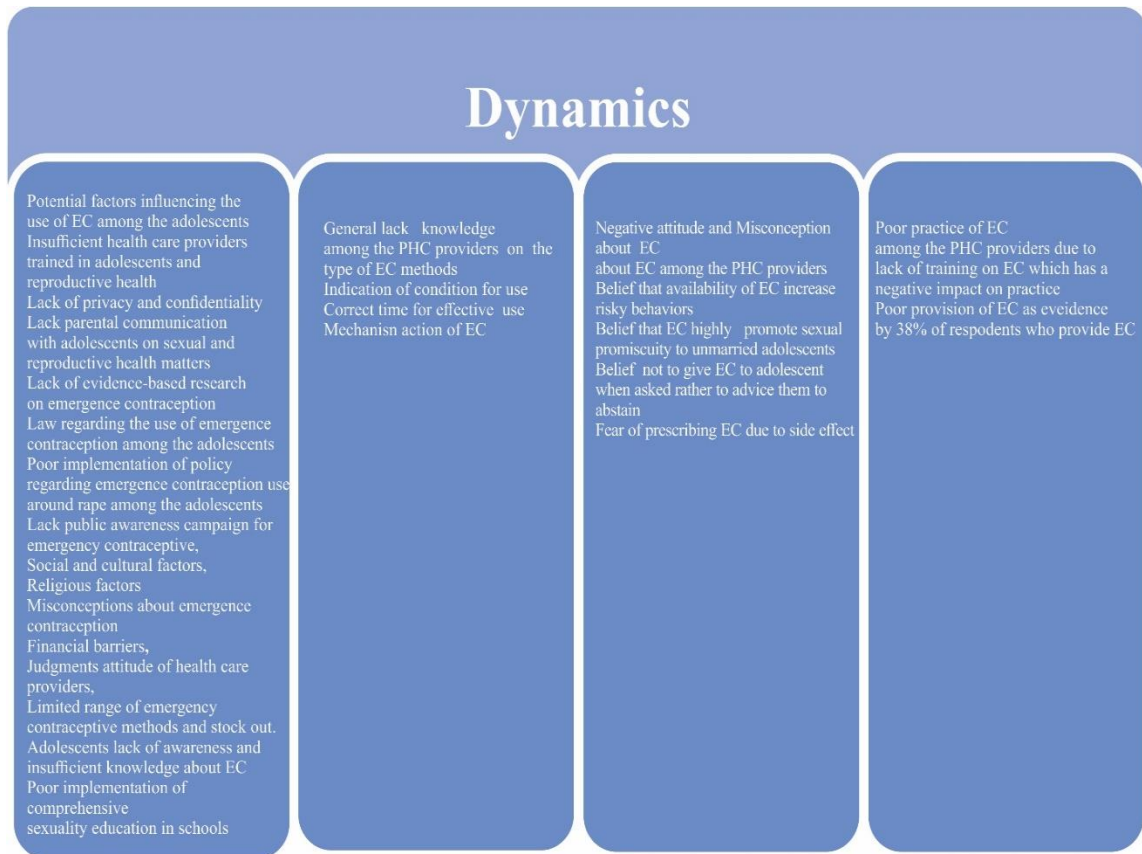 Dynamics
Potential factors influencing the
use of EC among the adolescents
Insufficient health care providers
trained in adolescents and
reproductive health
Lack of privacy and confidentiality
Lack parental communication
with adolescents on sexual and
reproductive health matters
Lack of evidence-based research
on emergence contraception
Law regarding the use of emergence
contraception among the adolescents
Poor implementation of policy
regarding emergence contraception use
around rape among the adolescents
Lack public awareness campaign for
emergency contraceptive,
Social and cultural factors,
Religious factors
Misconceptions about emergence
contraception
Financial barriers,
Judgments attitude of health care
providers,
Limited range of emergency
contraceptive methods and stock out.
Adolescents lack of awareness and
insufficient knowledge about EC
Poor implementation of
comprehensive
sexuality education in schools
General lack knowledge
among the PHC providers on the
type of EC methods
Indication of condition for use
Correct time for effective use
Mechanisn action of EC
Negative attitude and Misconception
about EC
about EC among the PHC providers
Belief that availability of EC increase
risky behaviors
Belief that EC highly promote sexual
promiscuity to unmarried adolescents
Belief not to give EC to adolescent
when asked rather to advice them to
abstain
Fear of prescribing EC due to side effect
Poor practice of EC
among the PHC providers due to
lack of training on EC which has a
negative impact on practice
Poor provision of EC as eveidence
by 38% of respodents who provide EC